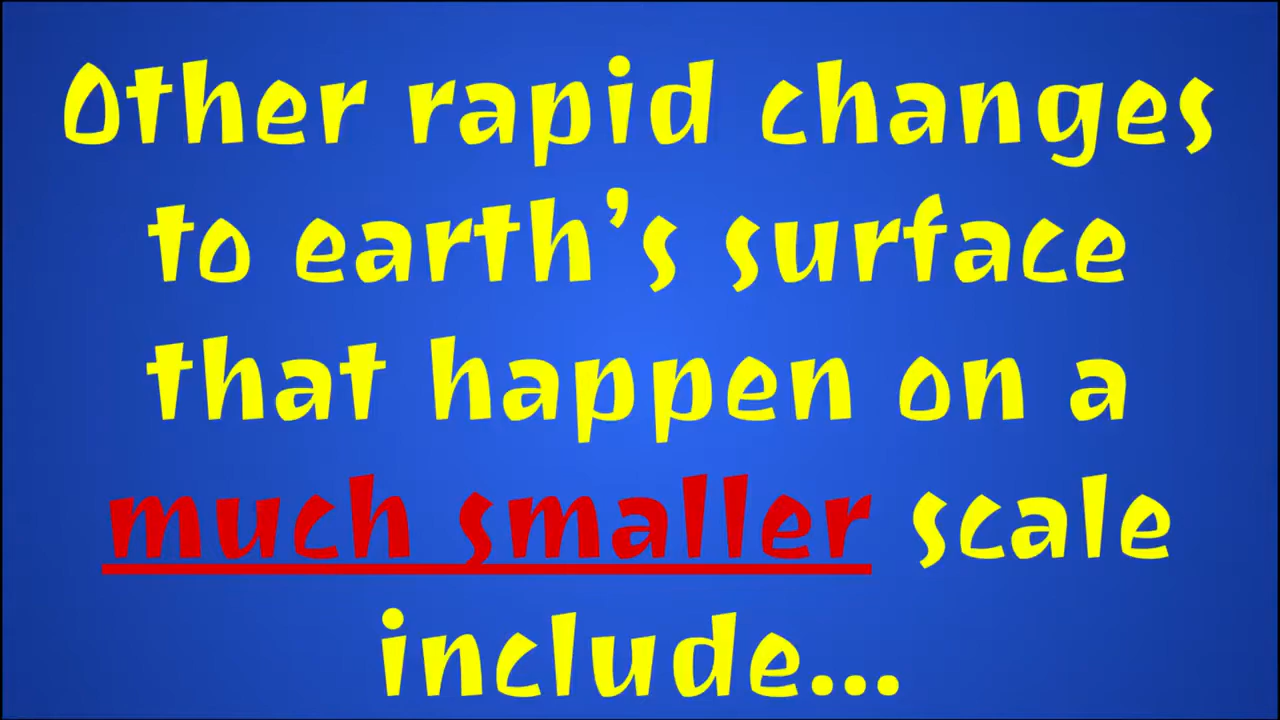 Other rapid changes
to earth’s surface
that happen on a
much smaller scale
include...